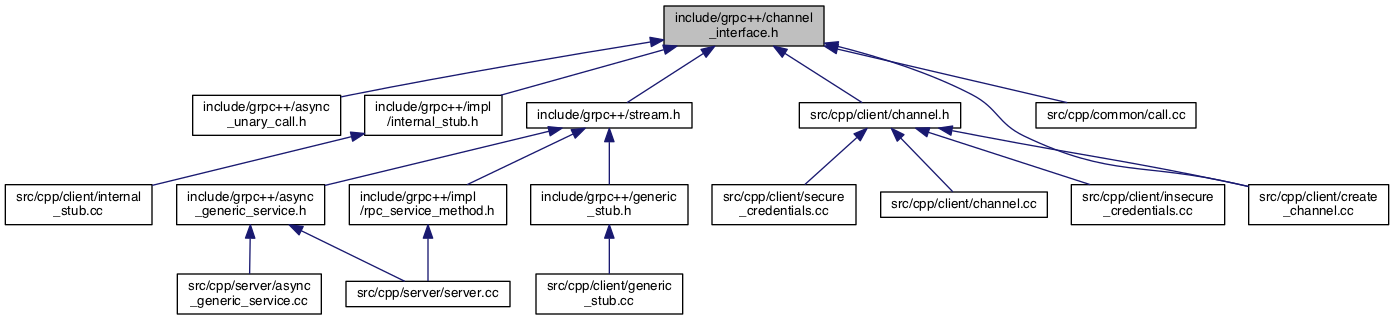 include/grpc++/channel
_interface.h
include/grpc++/async
_unary_call.h
include/grpc++/impl
/internal_stub.h
include/grpc++/stream.h
src/cpp/client/channel.h
src/cpp/common/call.cc
src/cpp/client/internal
_stub.cc
include/grpc++/async
_generic_service.h
include/grpc++/impl
/rpc_service_method.h
include/grpc++/generic
_stub.h
src/cpp/client/secure
_credentials.cc
src/cpp/client/channel.cc
src/cpp/client/insecure
_credentials.cc
src/cpp/client/create
_channel.cc
src/cpp/server/async
_generic_service.cc
src/cpp/server/server.cc
src/cpp/client/generic
_stub.cc